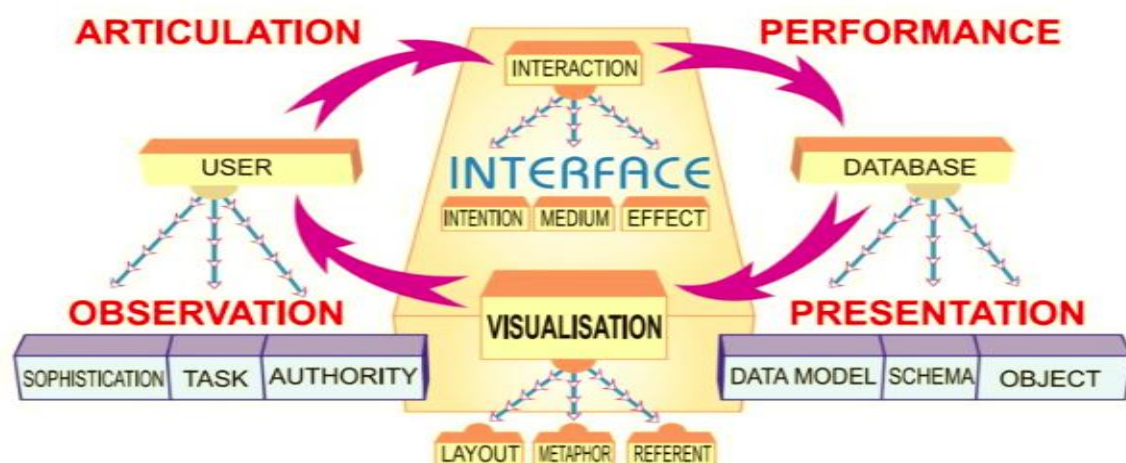 ARTICULATION
PERFORMANCE
INTERACTION
USER
INTERFACE
DATABASE
INTENTION
MEDIUM
EFFECT
OBSERVATION
VISUALISATION
PRESENTATION
SOPHISTICATION
TASK
AUTHORITY
DATA MODEL
SCHEMA
OBJECT
LAYOUT
METAPHOR
REFERENT